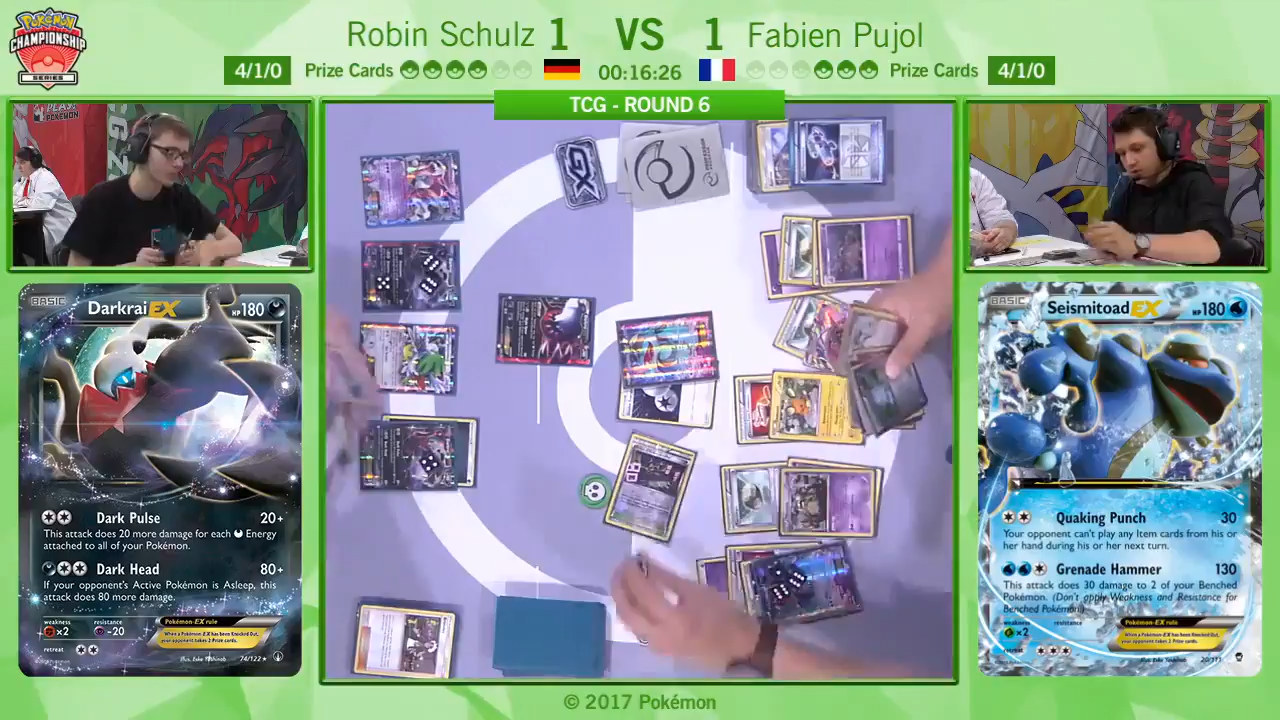 Pokémon
CHAMPIONSHIP
SERIES
Robin Schulz 1 VS 1 Fabien Pujol
4/1/0 Prize Cards 00:16:26 Prize Cards 4/1/0
TCG - ROUND 6
PLAY!
POKÉMON
GX
BASIC
Darkrai EX
HP 180
Dark Pulse 20+
This attack does 20 more damage for each Energy
attached to all of your Pokémon.
Dark Head 80+
If your opponent's Active Pokémon is Asleep, this
attack does 80 more damage.
weakness
×2
resistance
-20
Pokémon-EX rule
When a Pokémon-EX has been Knocked Out,
your opponent takes 2 Prize cards.
retreat
74/122
BASIC
Seismitoad EX
HP 180
Quaking Punch 30
Your opponent can't play any Item cards from his or
her hand during his or her next turn.
Grenade Hammer 130
This attack does 30 damage to 2 of your Benched
Pokémon. (Don't apply Weakness and Resistance for
Benched Pokémon.)
weakness
×2
resistance
Pokémon-EX rule
When a Pokémon-EX has been Knocked Out,
your opponent takes 2 Prize cards.
retreat
20/111
© 2017 Pokémon